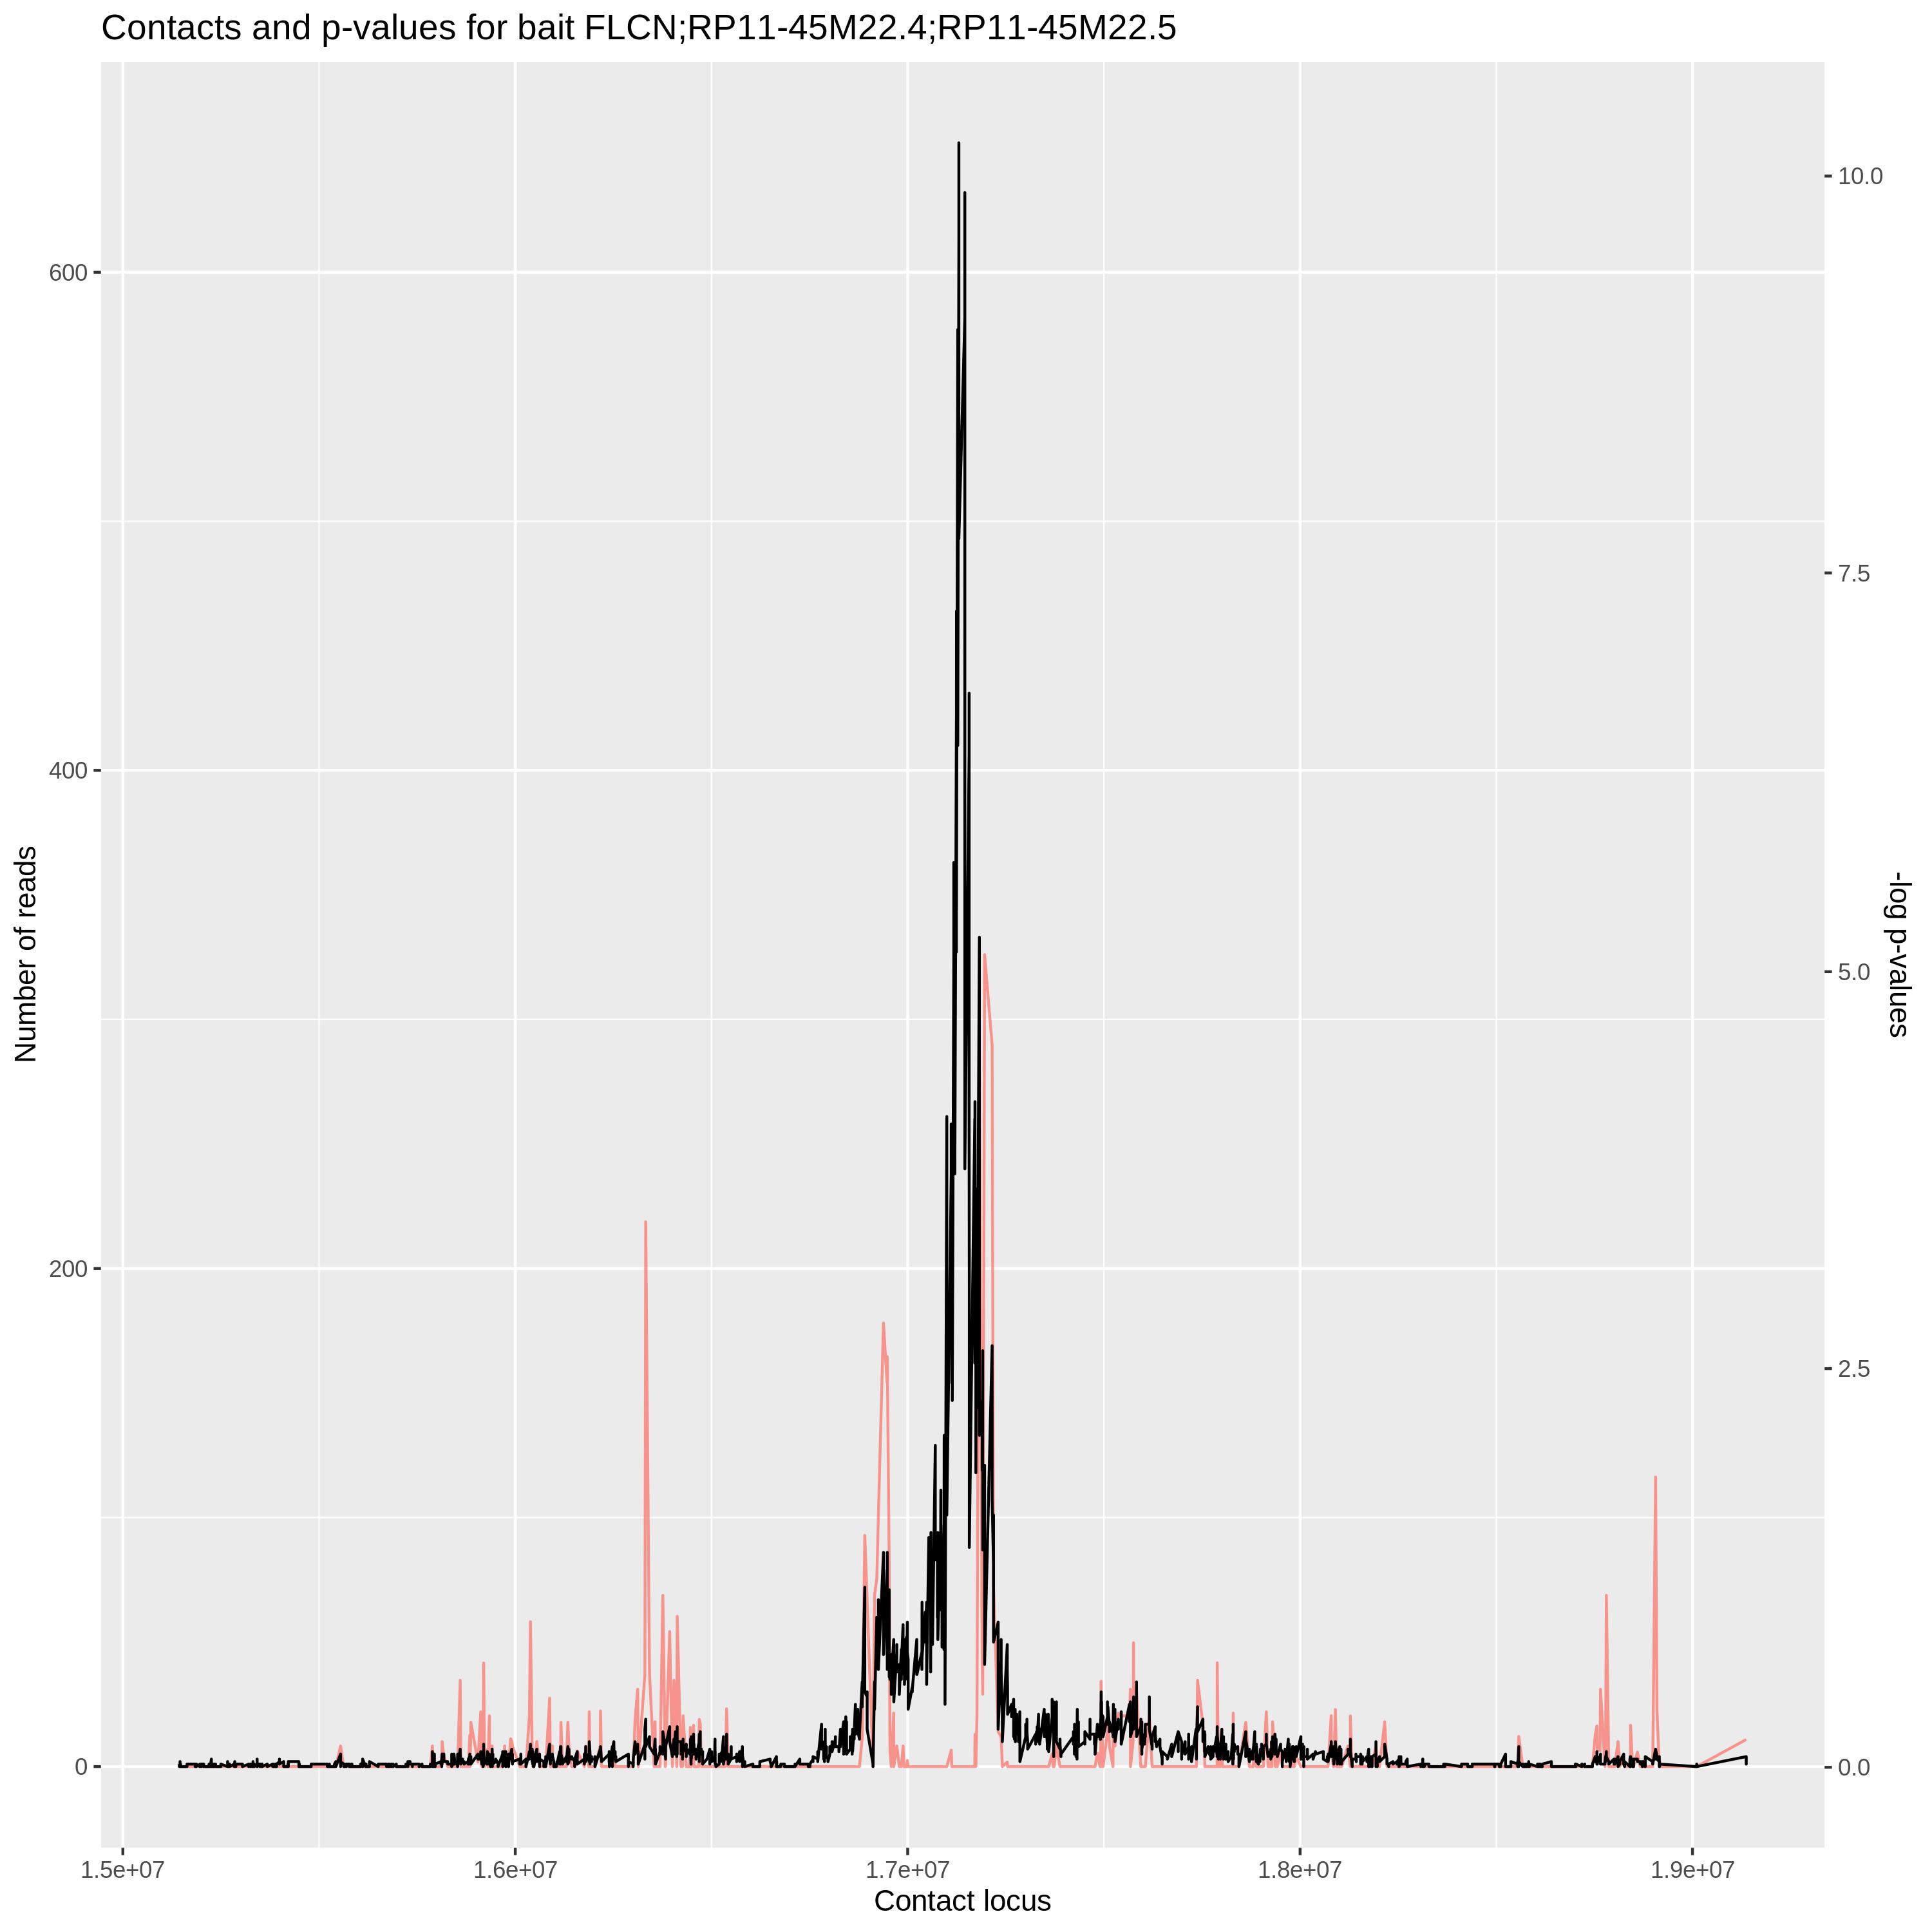 Contacts and p-values for bait FLCN;RP11-45M22.4;RP11-45M22.5
Number of reads
600
400
200
0
10.0
7.5
5.0
2.5
0.0
-log p-values
1.5e+07 1.6e+07 1.7e+07 1.8e+07 1.9e+07
Contact locus